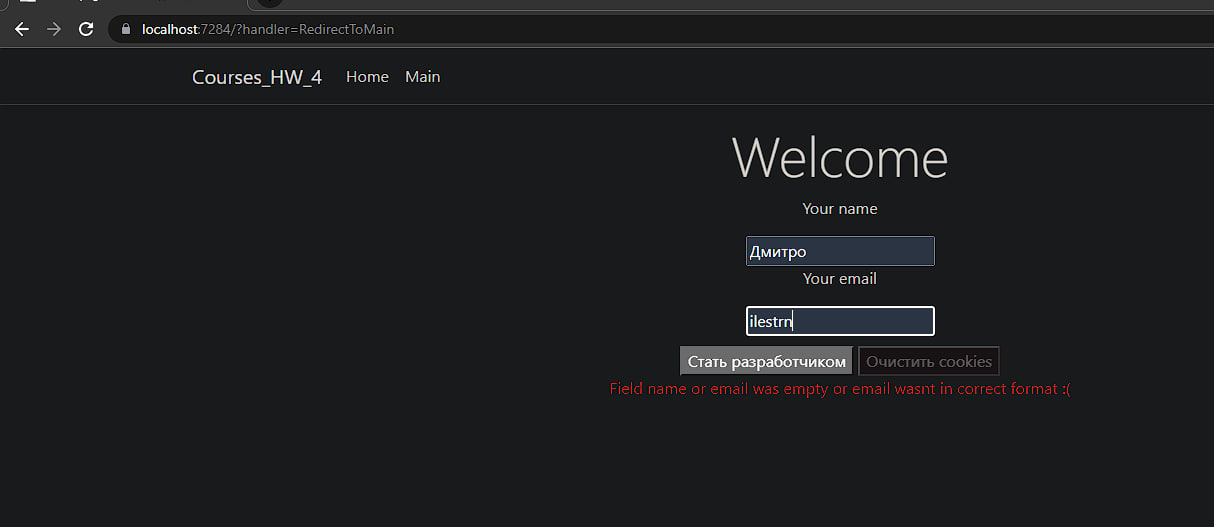 localhost:7284/?handler=RedirectToMain
Courses_HW_4 Home Main
Welcome
Your name
Дмитро
Your email
ilestrn
Стать разработчиком Очистить cookies
Field name or email was empty or email wasnt in correct format :(